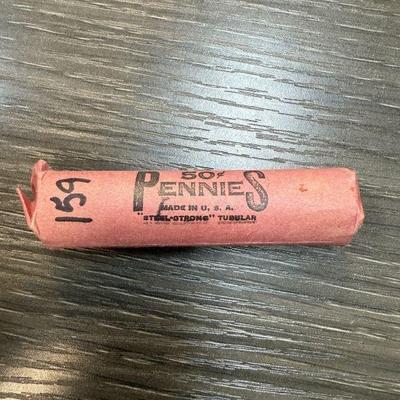 159
50¢
PENNIES
MADE IN U. S. A.
"STEEL-STRONG" TUBULAR